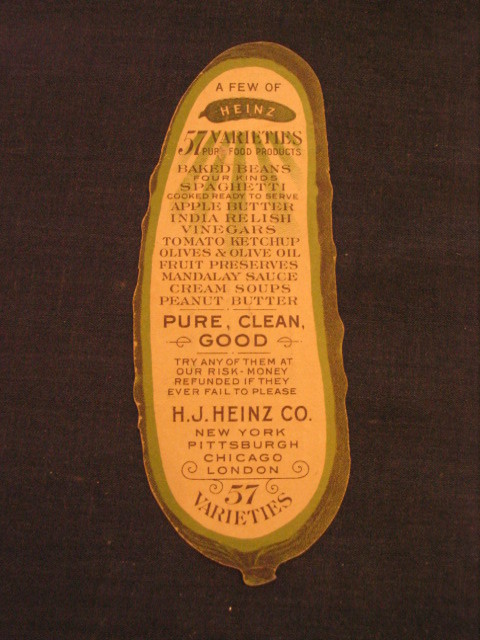 A FEW OF
HEINZ
57 VARIETIES
PURE FOOD PRODUCTS
BAKED BEANS
FOUR KINDS
SPAGHETTI
COOKED READY TO SERVE
APPLE BUTTER
INDIA RELISH
VINEGARS
TOMATO KETCHUP
OLIVES & OLIVE OIL
FRUIT PRESERVES
MANDALAY SAUCE
CREAM SOUPS
PEANUT BUTTER
PURE, CLEAN,
GOOD
TRY ANY OF THEM AT
OUR RISK-MONEY
REFUNDED IF THEY
EVER FAIL TO PLEASE
H.J. HEINZ CO.
NEW YORK
PITTSBURGH
CHICAGO
LONDON
57
VARIETIES